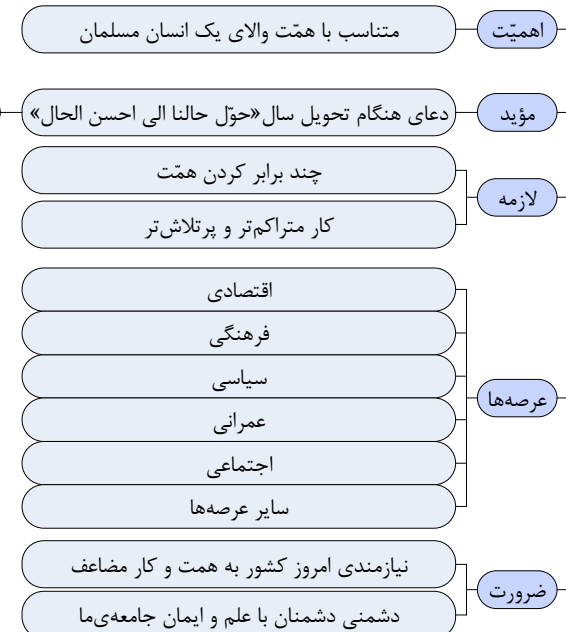 اهمیّت
متناسب با همّت والای یک انسان مسلمان
مؤید
دعای هنگام تحویل سال«حوّل حالنا الی احسن الحال»
لازمه
چند برابر کردن همّت
کار متراکم‌تر و پرتلاش‌تر
عرصه‌ها
اقتصادی
فرهنگی
سیاسی
عمرانی
اجتماعی
سایر عرصه‌ها
ضرورت
نیازمندی امروز کشور به همت و کار مضاعف
دشمنی دشمنان با علم و ایمان جامعه‌ی‌ما